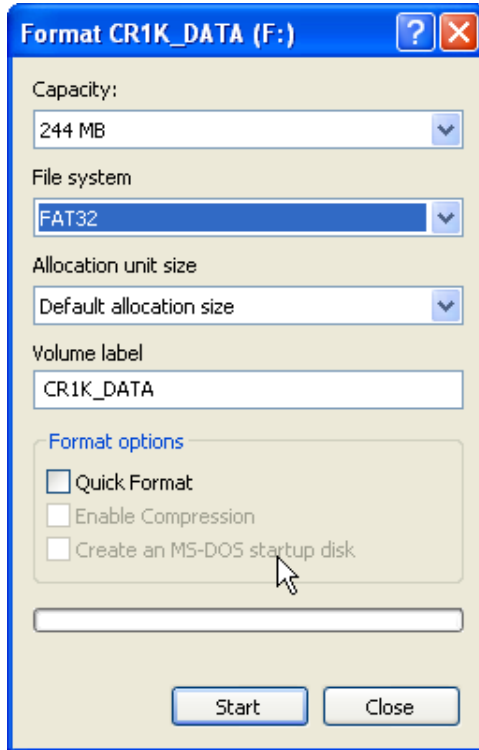 Format CR1K_DATA (F:)
Capacity:
244 MB
File system
FAT32
Allocation unit size
Default allocation size
Volume label
CR1K_DATA
Format options
Quick Format
Enable Compression
Create an MS-DOS startup disk
Start Close